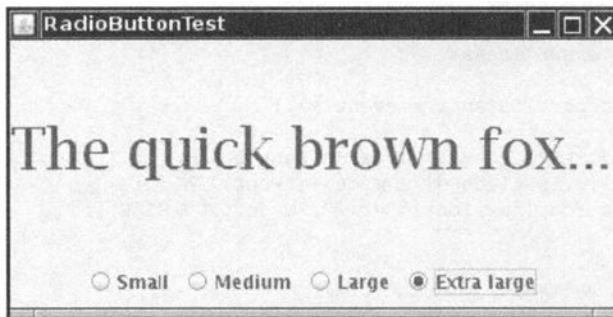 RadioButtonTest
The quick brown fox...
Small Medium Large Extra large